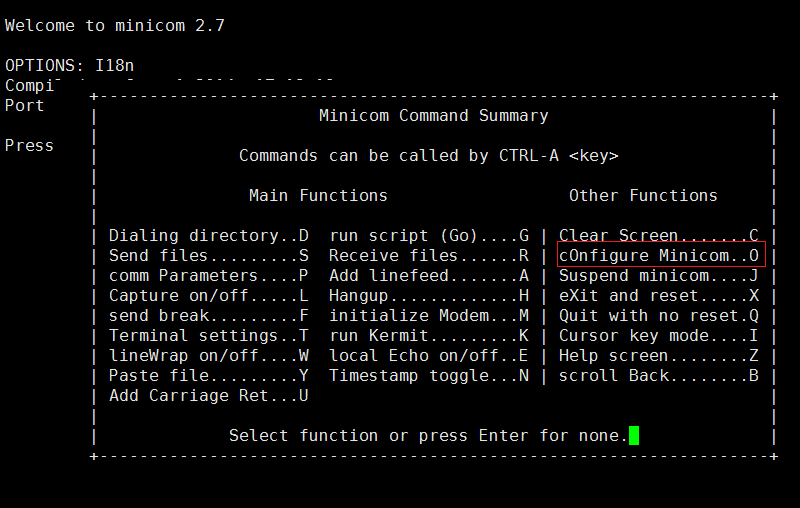 Welcome to minicom 2.7
OPTIONS: I18n
Compi
Port
Press
Minicom Command Summary
Commands can be called by CTRL-A <key>
Main Functions Other Functions
Dialing directory..D run script (Go)....G | Clear Screen.......C
Send files.........S Receive files......R | cOnfigure Minicom..O
comm Parameters....P Add linefeed.......A | Suspend minicom....J
Capture on/off.....L Hangup.............H | eXit and reset.....X
send break.........F initialize Modem...M | Quit with no reset.Q
Terminal settings..T run Kermit.........K | Cursor key mode....I
lineWrap on/off....W local Echo on/off..E | Help screen........Z
Paste file.........Y Timestamp toggle...N | scroll Back........B
Add Carriage Ret...U
Select function or press Enter for none.